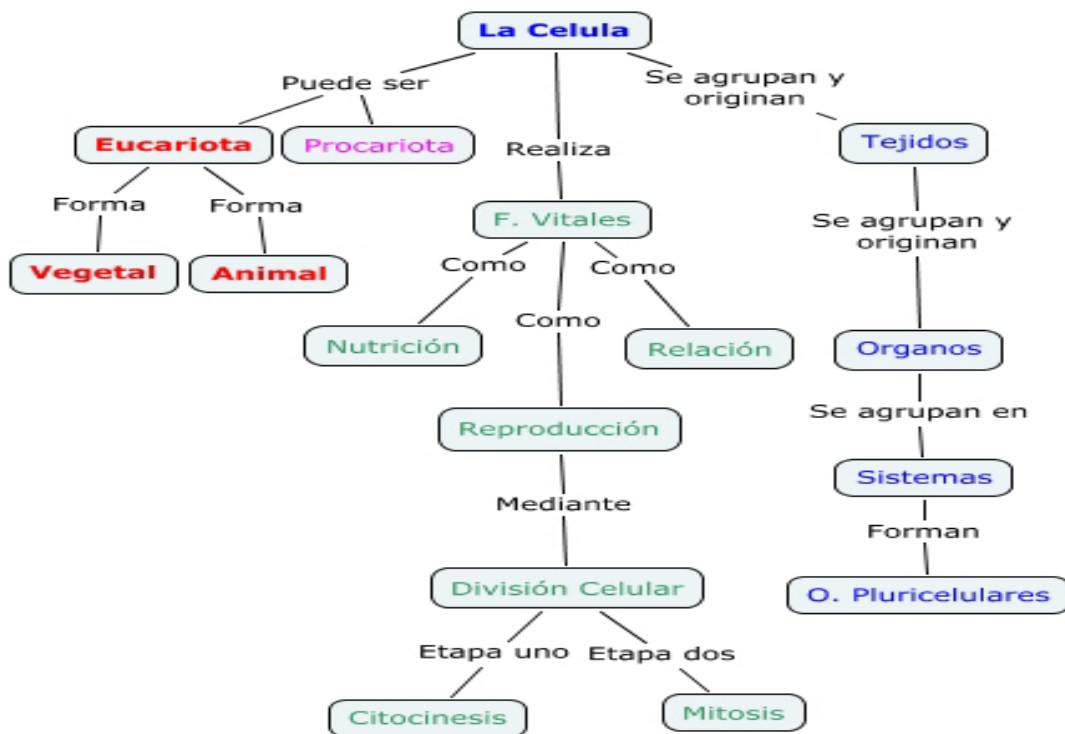 La Celula
Puede ser
Se agrupan y
originan
Eucariota
Procariota
Realiza
Tejidos
Forma
Forma
F. Vitales
Se agrupan y
originan
Vegetal
Animal
Como
Como
Como
Nutrición
Relación
Organos
Se agrupan en
Reproducción
Sistemas
Mediante
Forman
División Celular
O. Pluricelulares
Etapa uno
Etapa dos
Citocinesis
Mitosis